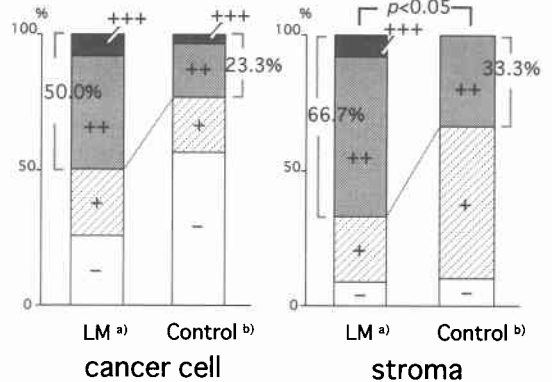 % +++ % p<0.05
+++
100 100
++ 23.3% ++ 33.3%
50.0% 66.7%
++ ++
+
50 50
+ + +
− +
− − −
0 0
LM a) Control b) LM a) Control b)
cancer cell stroma